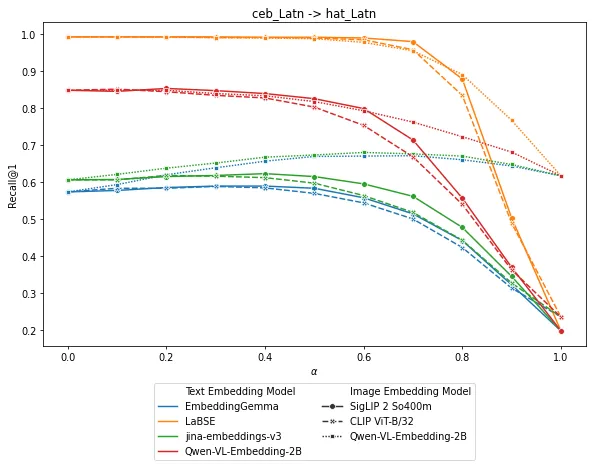 ceb_Latn -> hat_Latn
1.0
0.9
0.8
0.7
0.6
0.5
0.4
0.3
0.2
Recall@1
0.0 0.2 0.4 0.6 0.8 1.0
α
Text Embedding Model Image Embedding Model
EmbeddingGemma SigLIP 2 So400m
LaBSE CLIP ViT-B/32
jina-embeddings-v3 Qwen-VL-Embedding-2B
Qwen-VL-Embedding-2B